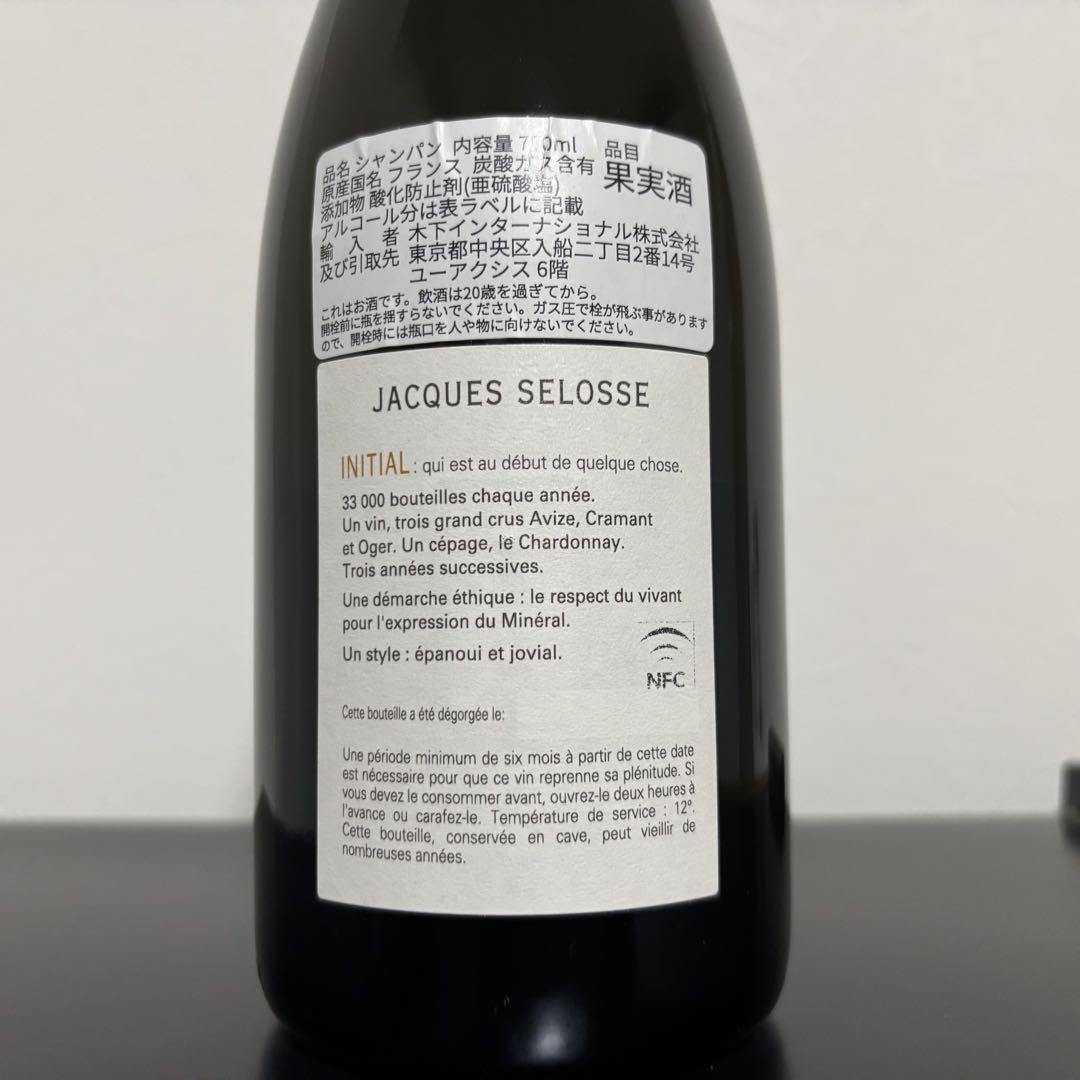 品名 シャンパン 内容量 750ml 品目
原産国名 フランス 炭酸ガス含有 果実酒
添加物 酸化防止剤(亜硫酸塩)
アルコール分は表ラベルに記載
輸入者 木下インターナショナル株式会社
及び引取先 東京都中央区入船二丁目2番14号
ユーアクシス 6階
これはお酒です。飲酒は20歳を過ぎてから。
開栓前に瓶を揺すらないでください。ガス圧で栓が飛ぶ事があります
ので、開栓時には瓶口を人や物に向けないでください。
JACQUES SELOSSE
INITIAL : qui est au début de quelque chose.
33 000 bouteilles chaque année.
Un vin, trois grand crus Avize, Cramant
et Oger. Un cépage, le Chardonnay.
Trois années successives.
Une démarche éthique : le respect du vivant
pour l'expression du Minéral.
Un style : épanoui et jovial.
NFC
Cette bouteille a été dégorgée le:
Une période minimum de six mois à partir de cette date
est nécessaire pour que ce vin reprenne sa plénitude. Si
vous devez le consommer avant, ouvrez-le deux heures à
l'avance ou carafez-le. Température de service : 12°.
Cette bouteille, conservée en cave, peut vieillir de
nombreuses années.